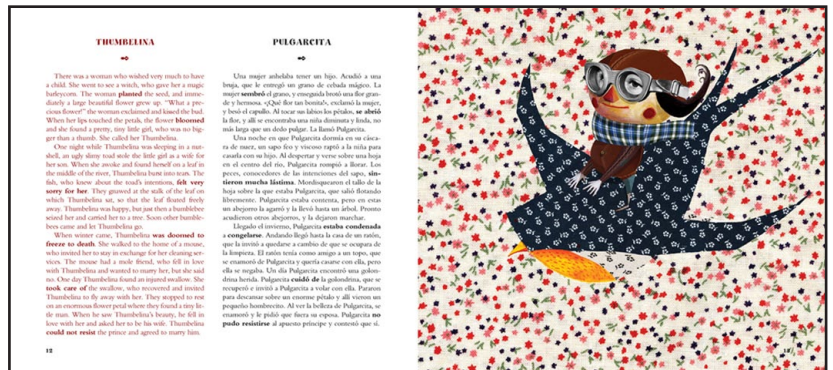 THUMBELINA
There was a woman who wished very much to have
a child. She went to see a witch, who gave her a magic
barleycorn. The woman planted the seed, and imme-
diately a large beautiful flower grew up. “What a pre-
cious flower!” the woman exclaimed and kissed the bud.
When her lips touched the petals, the flower bloomed
and she found a pretty, tiny little girl, who was no big-
ger than a thumb. She called her Thumbelina.
One night while Thumbelina was sleeping in a nut-
shell, an ugly slimy toad stole the little girl as a wife for
her son. When she awoke and found herself on a leaf in
the middle of the river, Thumbelina burst into tears. The
fish, who knew about the toad’s intentions, felt very
sorry for her. They gnawed at the stalk of the leaf on
which Thumbelina sat, so that the leaf floated freely
away. Thumbelina was happy, but just then a bumblebee
seized her and carried her to a tree. Soon other bumble-
bees came and let Thumbelina go.
When winter came, Thumbelina was doomed to
freeze to death. She walked to the home of a mouse,
who invited her to stay in exchange for her cleaning ser-
vices. The mouse had a mole friend, who fell in love
with Thumbelina and wanted to marry her, but she said
no. One day Thumbelina found an injured swallow. She
took care of the swallow, who recovered and invited
Thumbelina to fly away with her. They stopped to rest
on an enormous flower petal where they found a tiny lit-
tle man. When he saw Thumbelina’s beauty, he fell in
love with her and asked her to be his wife. Thumbelina
could not resist the prince and agreed to marry him.
12
PULGARCITA
Una mujer anhelaba tener un hijo. Acudió a una
bruja, que le entregó un grano de cebada mágico. La
mujer sembró el grano, y enseguida brotó una flor gran-
de y hermosa. «¡Qué flor tan bonita!», exclamó la mujer,
y besó el capullo. Al tocar sus labios los pétalos, se abrió
la flor, y allí se encontraba una niña diminuta y linda, no
más larga que un dedo pulgar. La llamó Pulgarcita.
Una noche en que Pulgarcita dormía en su cásca-
ra de nuez, un sapo feo y viscoso raptó a la niña para
casarla con su hijo. Al despertar y verse sobre una hoja
en el centro del río, Pulgarcita rompió a llorar. Los
peces, conocedores de las intenciones del sapo, sin-
tieron mucha lástima. Mordisquearon el tallo de la
hoja sobre la que estaba Pulgarcita, que salió flotando
libremente. Pulgarcita estaba contenta, pero en estas
un abejorro la agarró y la llevó hasta un árbol. Pronto
acudieron otros abejorros, y la dejaron marchar.
Llegado el invierno, Pulgarcita estaba condenada
a congelarse. Andando llegó hasta la casa de un ratón,
que la invitó a quedarse a cambio de que se ocupara de
la limpieza. El ratón tenía como amigo a un topo, que
se enamoró de Pulgarcita y quería casarse con ella, pero
ella se negaba. Un día Pulgarcita encontró una golon-
drina herida. Pulgarcita cuidó de la golondrina, que se
recuperó e invitó a Pulgarcita a volar con ella. Pararon
para descansar sobre un enorme pétalo y allí vieron un
pequeño hombrecito. Al ver la belleza de Pulgarcita, se
enamoró y le pidió que fuera su esposa. Pulgarcita no
pudo resistirse al apuesto príncipe y contestó que sí.